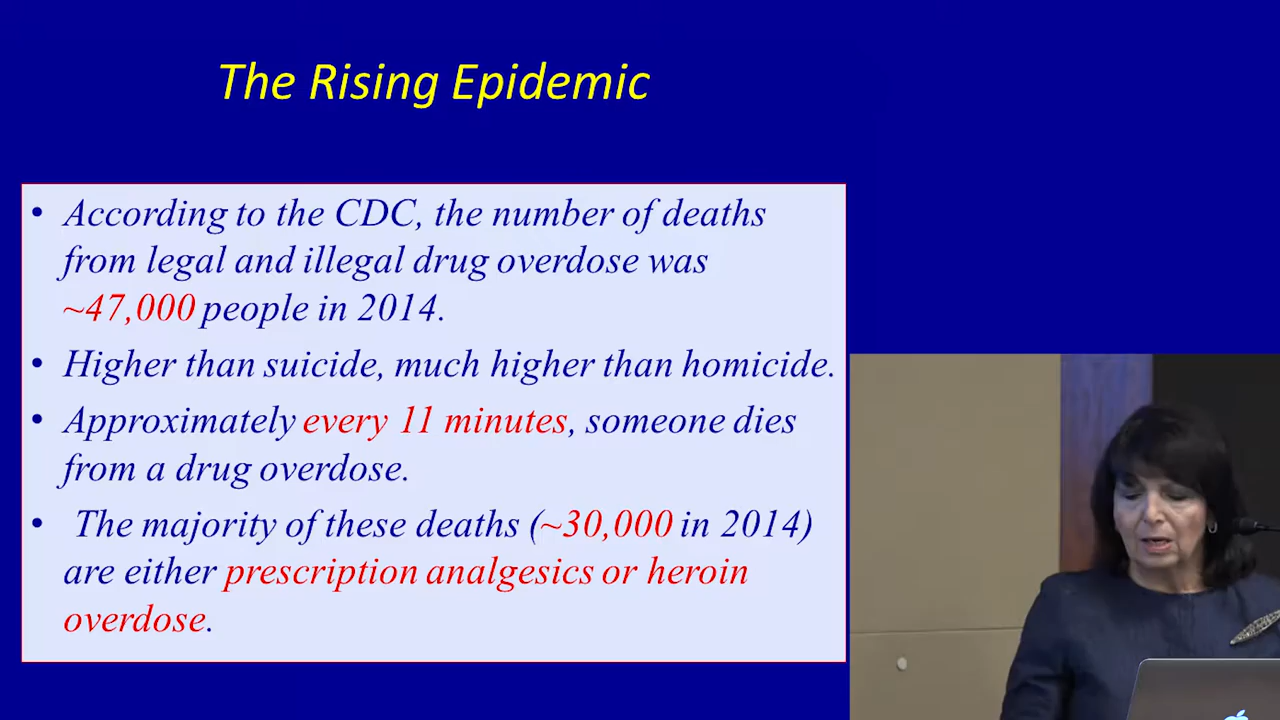 The Rising Epidemic
• According to the CDC, the number of deaths
from legal and illegal drug overdose was
~47,000 people in 2014.
• Higher than suicide, much higher than homicide.
• Approximately every 11 minutes, someone dies
from a drug overdose.
• The majority of these deaths (~30,000 in 2014)
are either prescription analgesics or heroin
overdose.